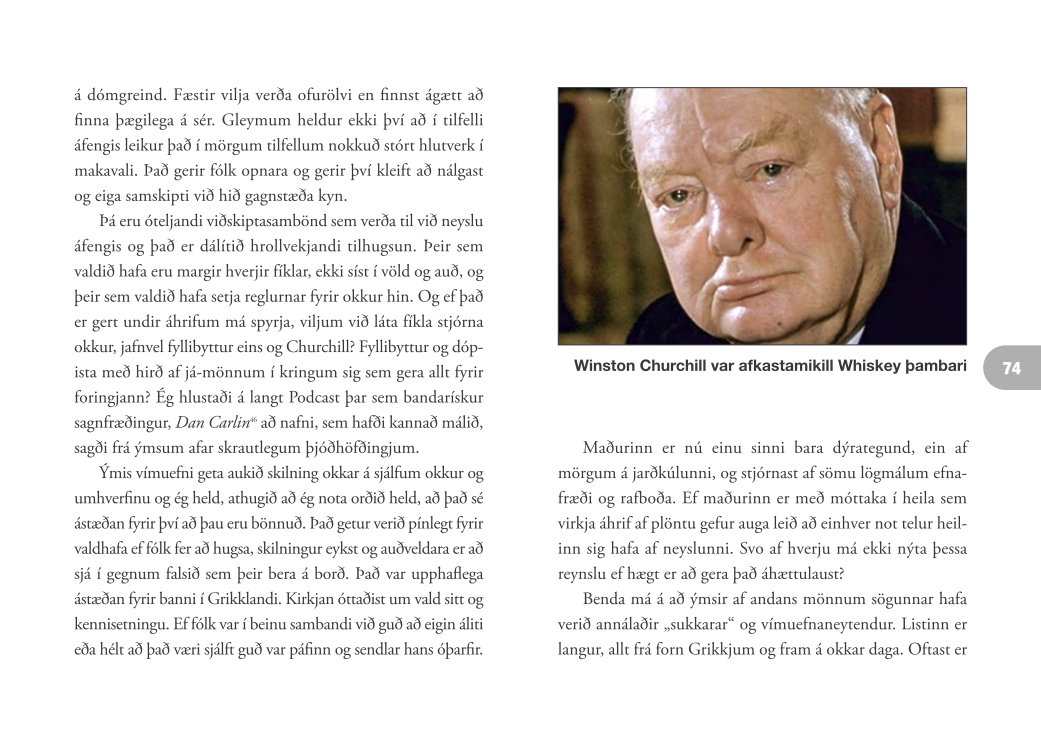 á dómgreind. Fæstir vilja verða ofurölvi en finnst ágætt að
finna þægilega á sér. Gleymum heldur ekki því að í tilfelli
áfengis leikur það í mörgum tilfellum nokkuð stórt hlutverk í
makavali. Það gerir fólk opnara og gerir því kleift að nálgast
og eiga samskipti við hið gagnstæða kyn.
Þá eru óteljandi viðskiptasambönd sem verða til við neyslu
áfengis og það er dálítið hrollvekjandi tilhugsun. Þeir sem
valdið hafa eru margir hverjir fíklar, ekki síst í völd og auð, og
þeir sem valdið hafa setja reglurnar fyrir okkur hin. Og ef það
er gert undir áhrifum má spyrja, viljum við láta fíkla stjórna
okkur, jafnvel fyllibyttur eins og Churchill? Fyllibyttur og dóp-
ista með hirð af já-mönnum í kringum sig sem gera allt fyrir
foringjann? Ég hlustaði á langt Podcast þar sem bandarískur
sagnfræðingur, Dan Carlin46 að nafni, sem hafði kannað málið,
sagði frá ýmsum afar skrautlegum þjóðhöfðingjum.
Ýmis vímuefni geta aukið skilning okkar á sjálfum okkur og
umhverfinu og ég held, athugið að ég nota orðið held, að það sé
ástæðan fyrir því að þau eru bönnuð. Það getur verið pínlegt fyrir
valdhafa ef fólk fer að hugsa, skilningur eykst og auðveldara er að
sjá í gegnum falsið sem þeir bera á borð. Það var upphaflega
ástæðan fyrir banni í Grikklandi. Kirkjan óttaðist um vald sitt og
kennisetningu. Ef fólk var í beinu sambandi við guð að eigin áliti
eða hélt að það væri sjálft guð var páfinn og sendlar hans óþarfir.
Winston Churchill var afkastamikill Whiskey þambari
74
Maðurinn er nú einu sinni bara dýrategund, ein af
mörgum á jarðkúlunni, og stjórnast af sömu lögmálum efna-
fræði og rafboða. Ef maðurinn er með móttaka í heila sem
virkja áhrif af plöntu gefur auga leið að einhver not telur heil-
inn sig hafa af neyslunni. Svo af hverju má ekki nýta þessa
reynslu ef hægt er að gera það áhættulaust?
Benda má á að ýmsir af andans mönnum sögunnar hafa
verið annálaðir „sukkarar“ og vímuefnaneytendur. Listinn er
langur, allt frá forn Grikkjum og fram á okkar daga. Oftast er